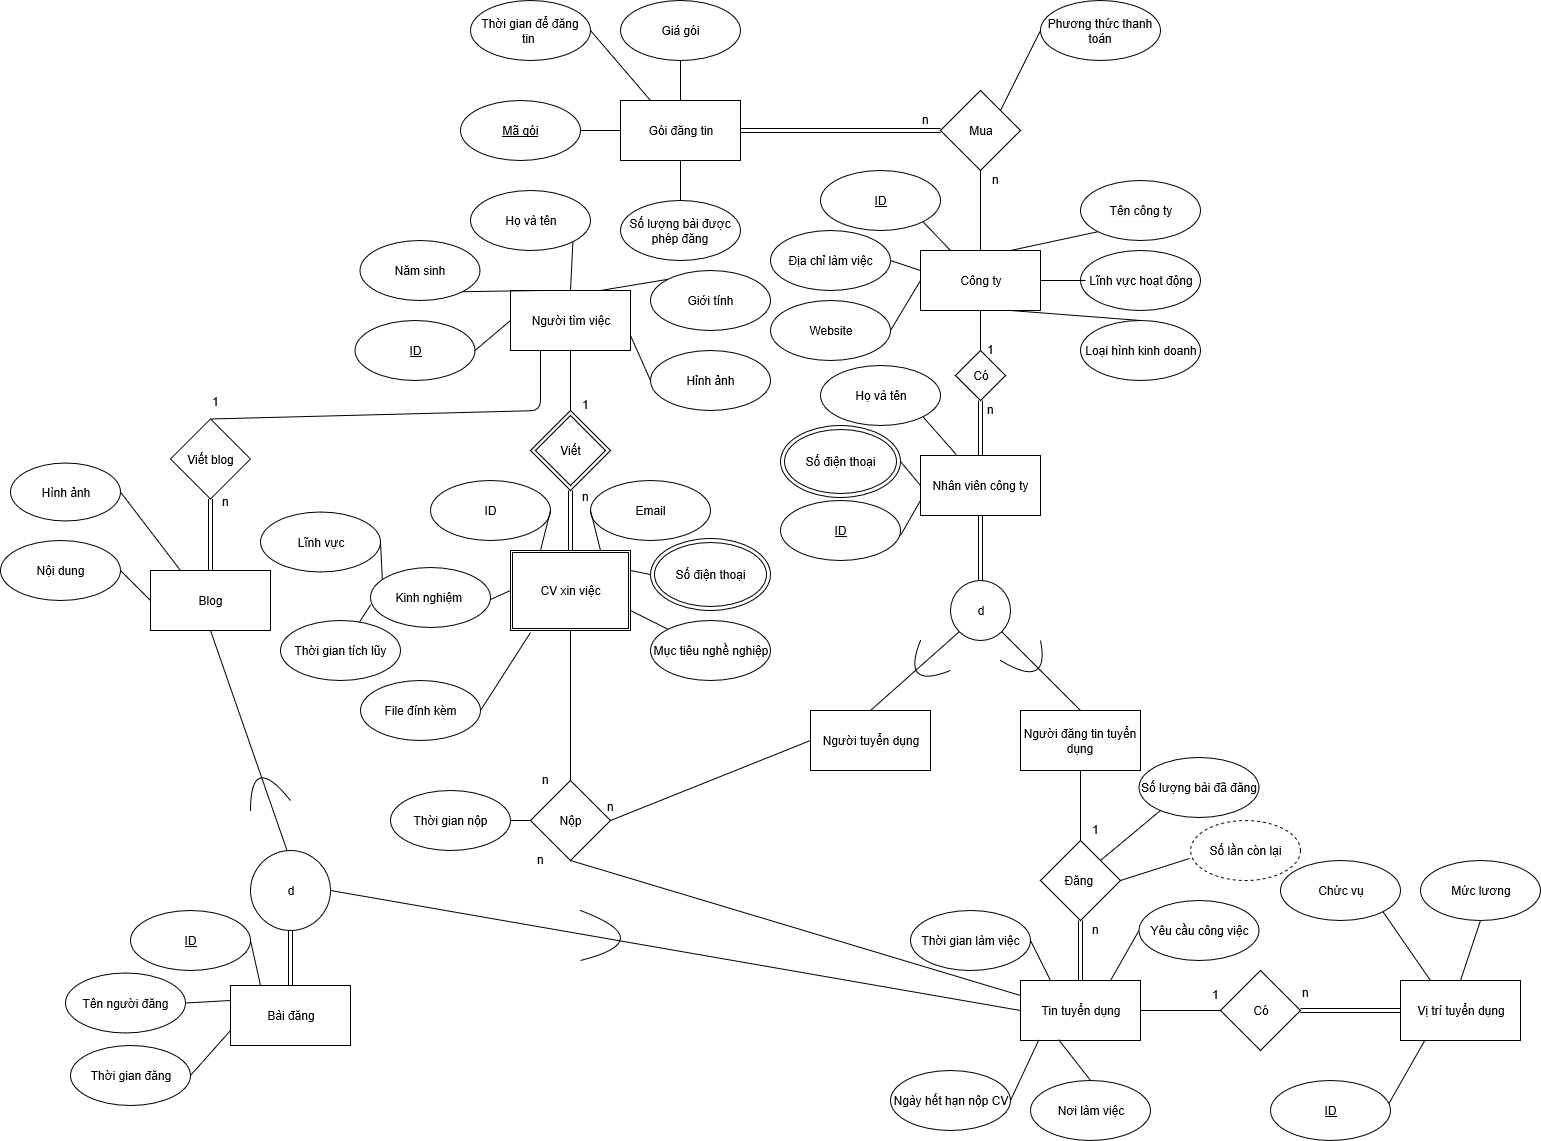 Thời gian để đăng
tin
Giá gói
Phương thức thanh
toán
Mã gói
Gói đăng tin
n
Mua
n
Số lượng bài được
phép đăng
Họ và tên
Năm sinh
Giới tính
Người tìm việc
ID
Hình ảnh
ID
Tên công ty
Địa chỉ làm việc
Công ty
Lĩnh vực hoạt động
Website
Loại hình kinh doanh
1
Có
n
Họ và tên
Số điện thoại
Nhân viên công ty
ID
1
Viết blog
n
1
Viết
n
Hình ảnh
Nội dung
Blog
ID
Email
Lĩnh vực
Số điện thoại
Kinh nghiệm
CV xin việc
Thời gian tích lũy
Mục tiêu nghề nghiệp
File đính kèm
d
Người tuyển dụng
Người đăng tin tuyển
dụng
n
n
Thời gian nộp
Nộp
n
Số lượng bài đã đăng
1
Số lần còn lại
Đăng
n
Chức vụ
Mức lương
d
ID
Tên người đăng
Bài đăng
Thời gian đăng
Thời gian làm việc
Yêu cầu công việc
Tin tuyển dụng
1
Có
n
Vị trí tuyển dụng
Ngày hết hạn nộp CV
Nơi làm việc
ID